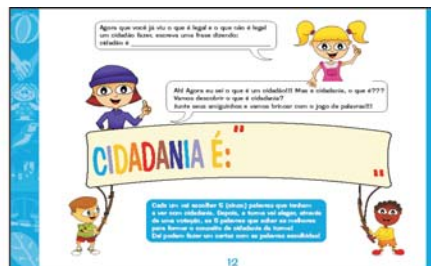 Agora que você já viu o que é legal e o que não é legal
um cidadão fazer, escreva uma frase dizendo:
cidadão é
Ah! Agora eu sei o que é um cidadão!!! Mas e cidadania, o que é???
Vamos descobrir o que é cidadania?
Junte seus amiguinhos e vamos brincar com o jogo de palavras!!!
CIDADANIA É: "
"
Cada um vai escolher 5 (cinco) palavras que tenham
a ver com cidadania. Depois, a turma vai eleger, através
de uma votação, as 5 palavras que achar as melhores
para formar o conceito de cidadania da turma!
Daí podem fazer um cartaz com as palavras escolhidas!
12